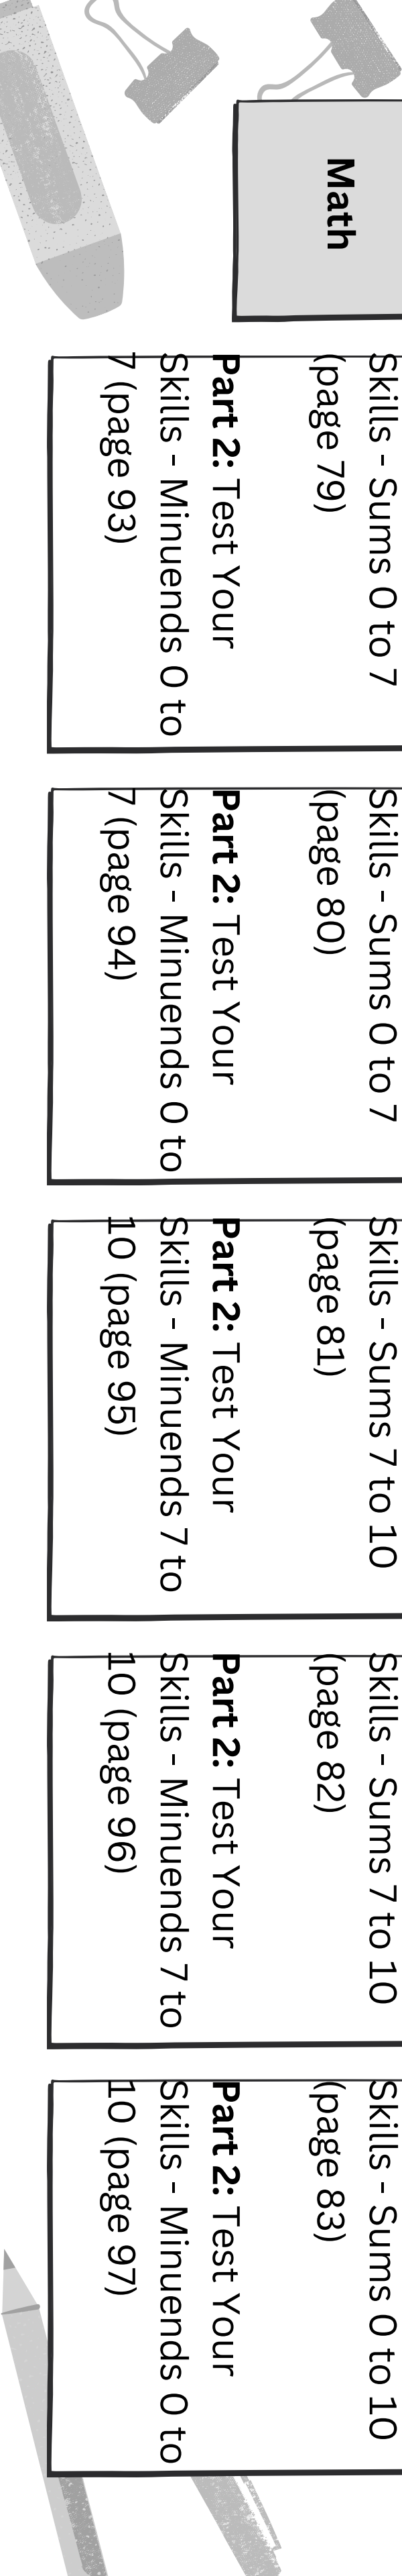 Math
Skills - Sums 0 to 7
(page 79)
Part 2: Test Your
Skills - Minuends 0 to
7 (page 93)
Skills - Sums 0 to 7
(page 80)
Part 2: Test Your
Skills - Minuends 0 to
7 (page 94)
Skills - Sums 7 to 10
(page 81)
Part 2: Test Your
Skills - Minuends 7 to
10 (page 95)
Skills - Sums 7 to 10
(page 82)
Part 2: Test Your
Skills - Minuends 7 to
10 (page 96)
Skills - Sums 0 to 10
(page 83)
Part 2: Test Your
Skills - Minuends 0 to
10 (page 97)